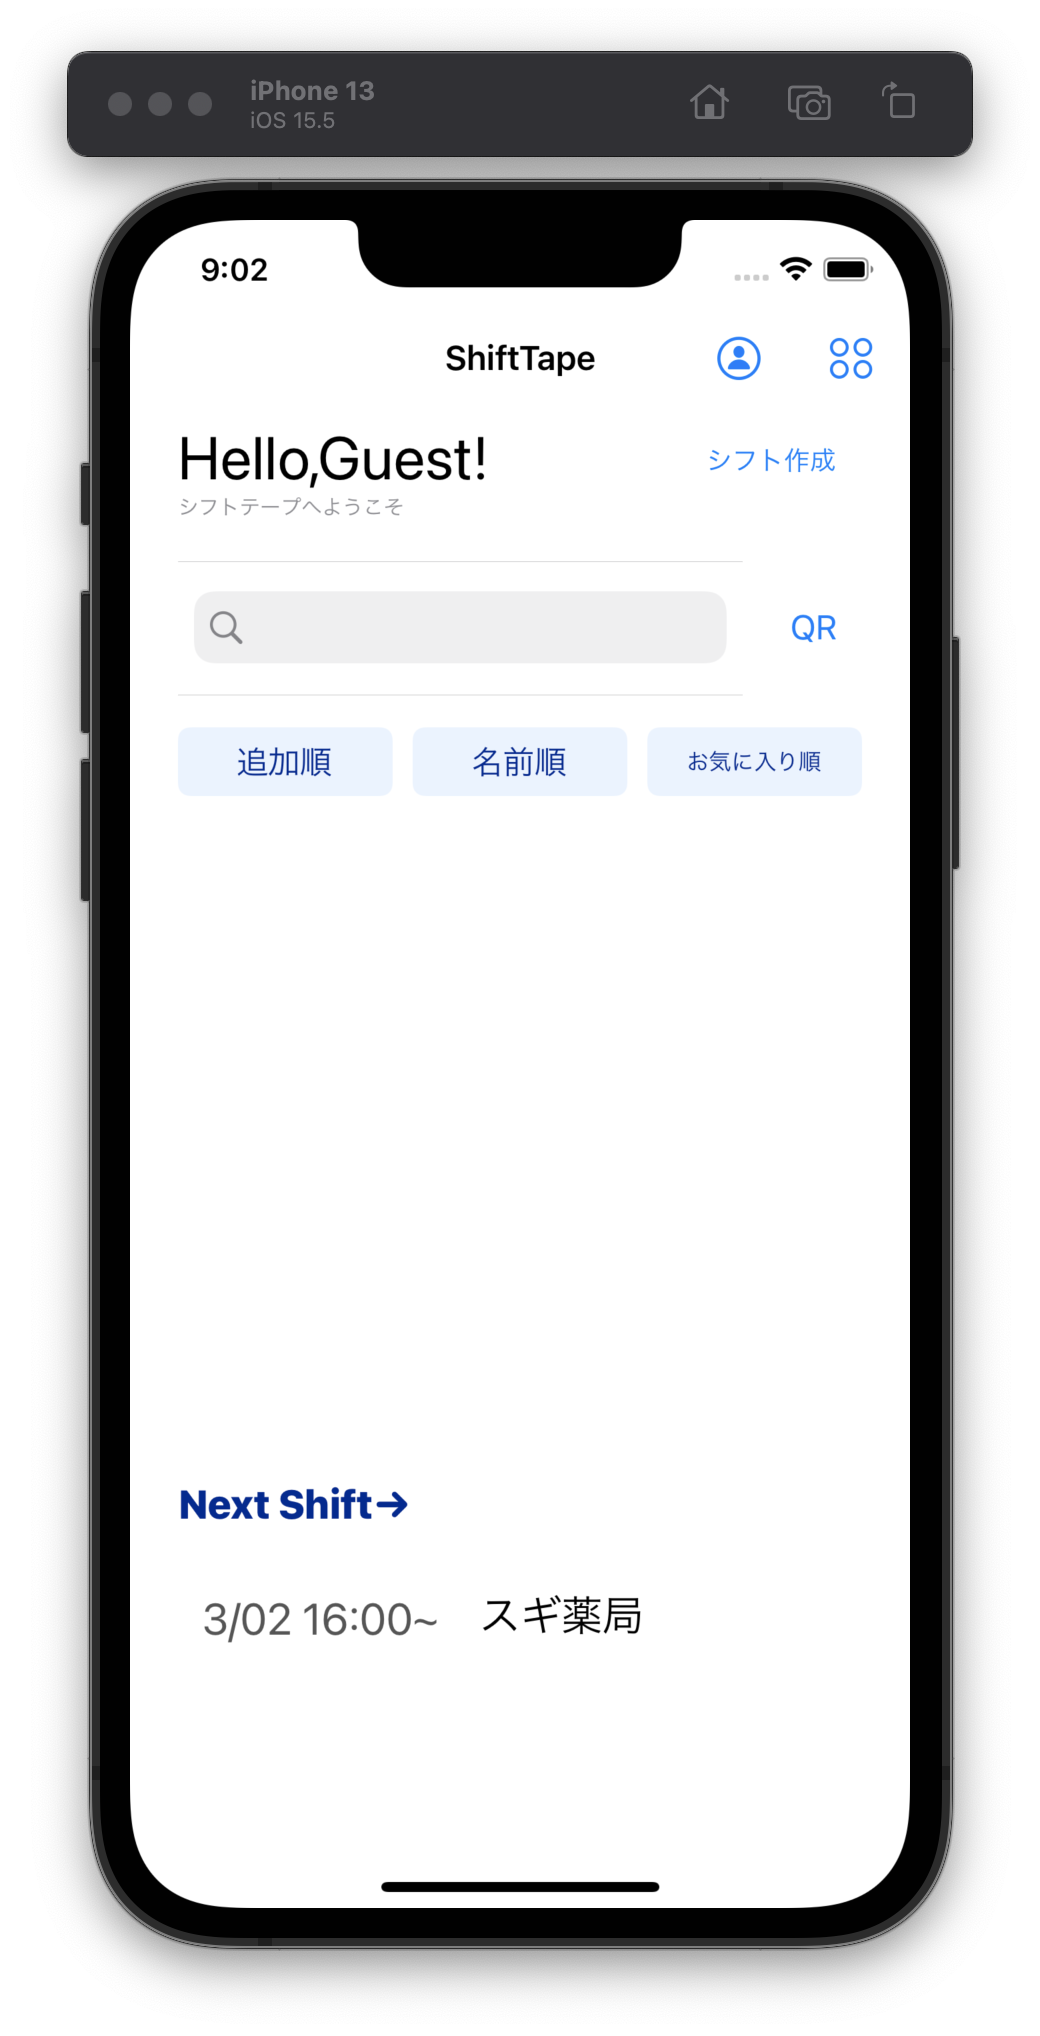 iPhone 13
iOS 15.5
9:02
ShiftTape
Hello,Guest!
シフト作成
シフトテープへようこそ
QR
追加順 名前順 お気に入り順
Next Shift→
3/02 16:00~ スギ薬局